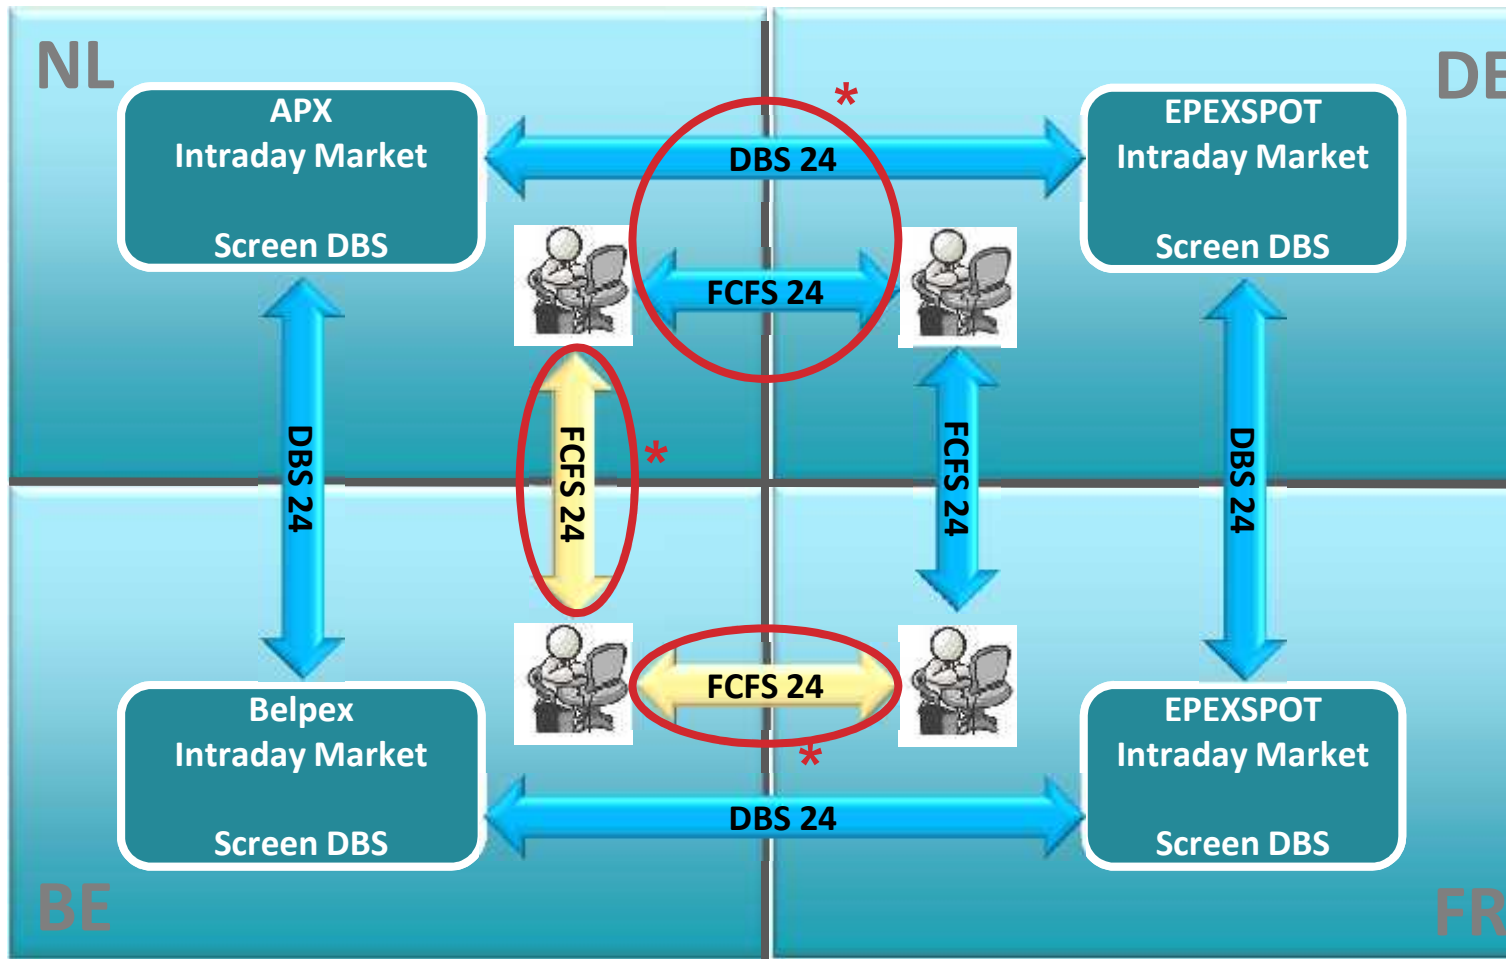 NL
DE
APX
Intraday Market
Screen DBS
*
DBS 24
EPEXSPOT
Intraday Market
Screen DBS
FCFS 24
DBS 24
FCFS 24
*
FCFS 24
DBS 24
FCFS 24
*
Belpex
Intraday Market
Screen DBS
DBS 24
EPEXSPOT
Intraday Market
Screen DBS
BE
FR